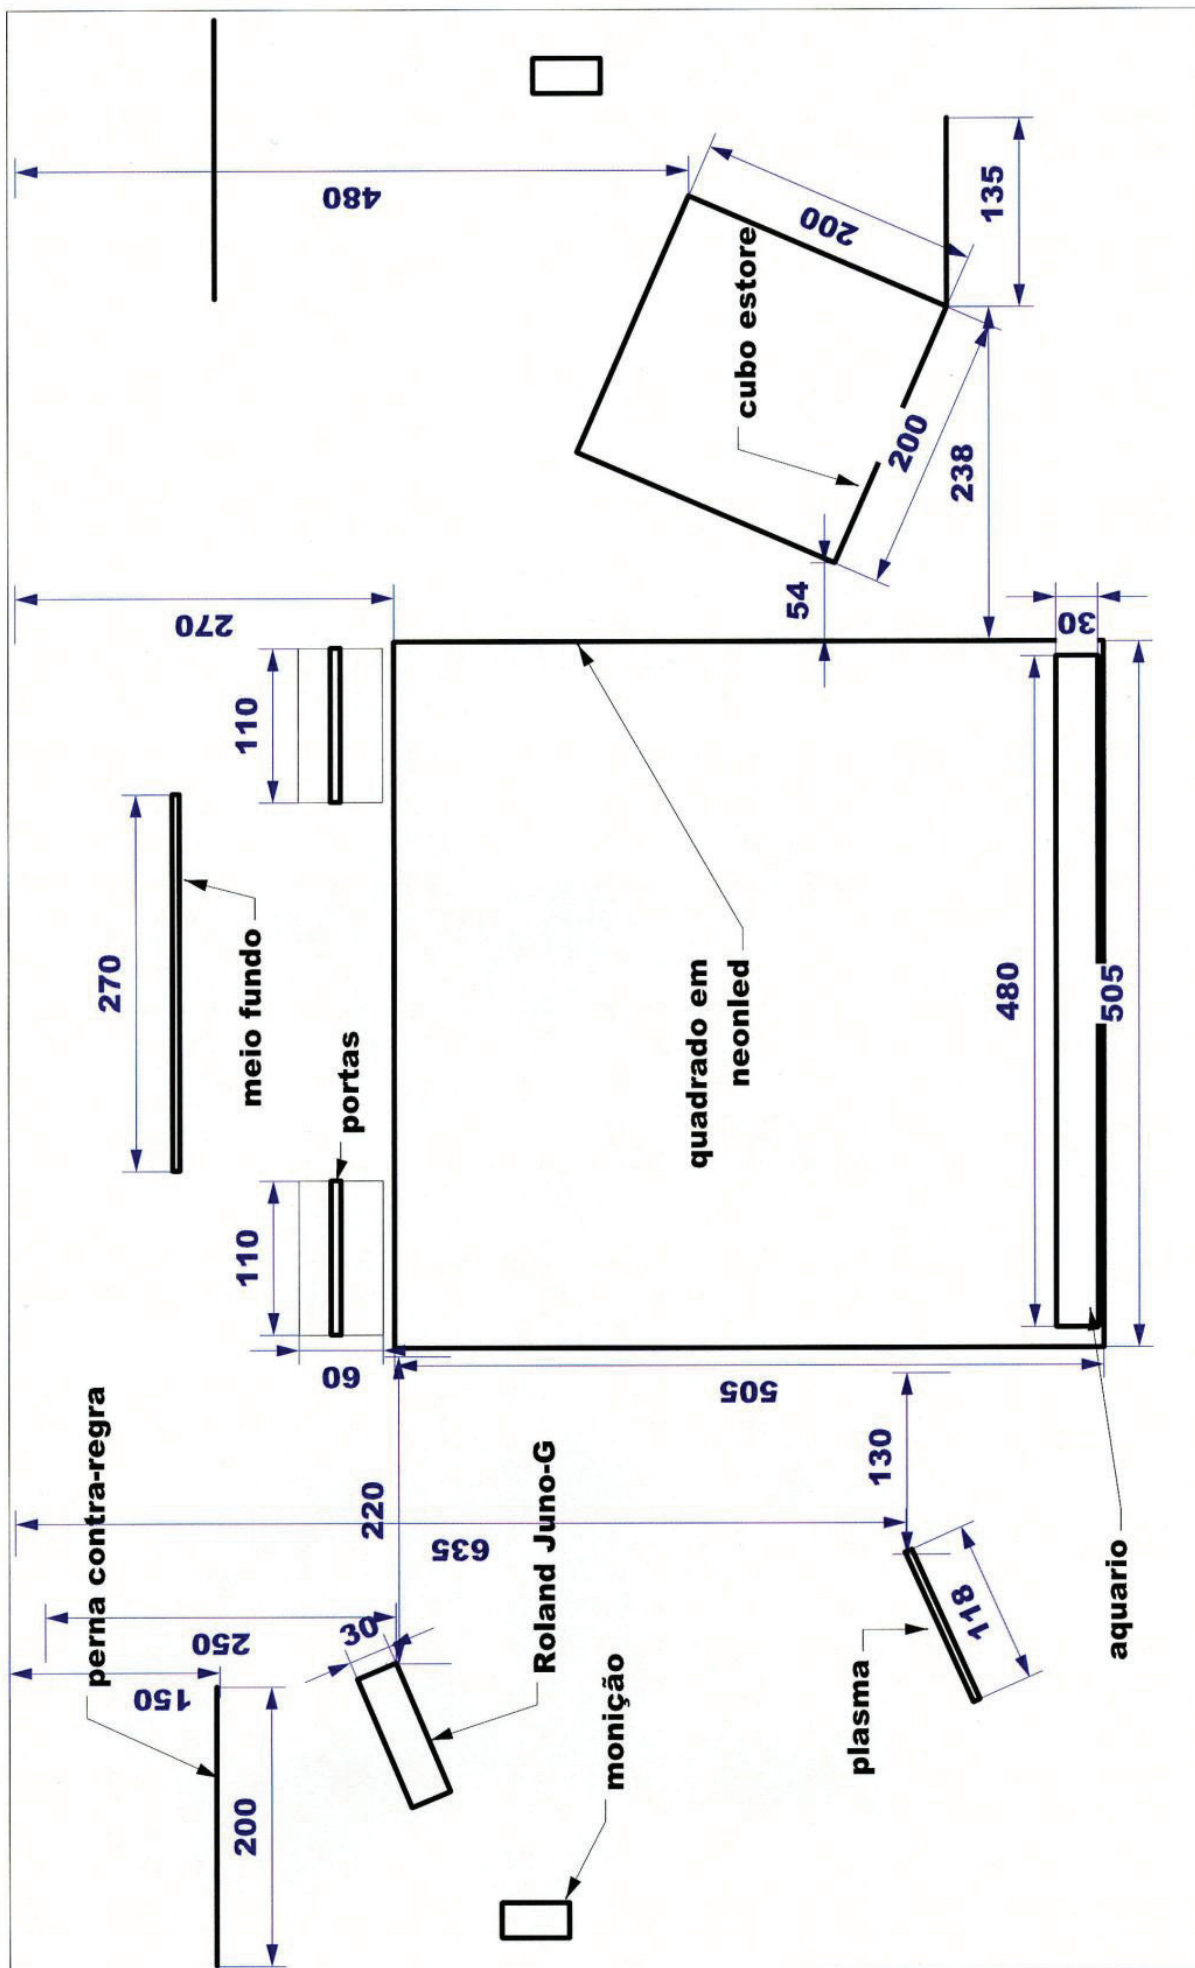 perna contra-regra
150
250
200
30
220
635
Roland Juno-G
monição
plasma
118
130
aquario
270
meio fundo
portas
110
110
60
270
505
quadrado em
neonled
480
505
30
54
238
200
200
cubo estore
480
135